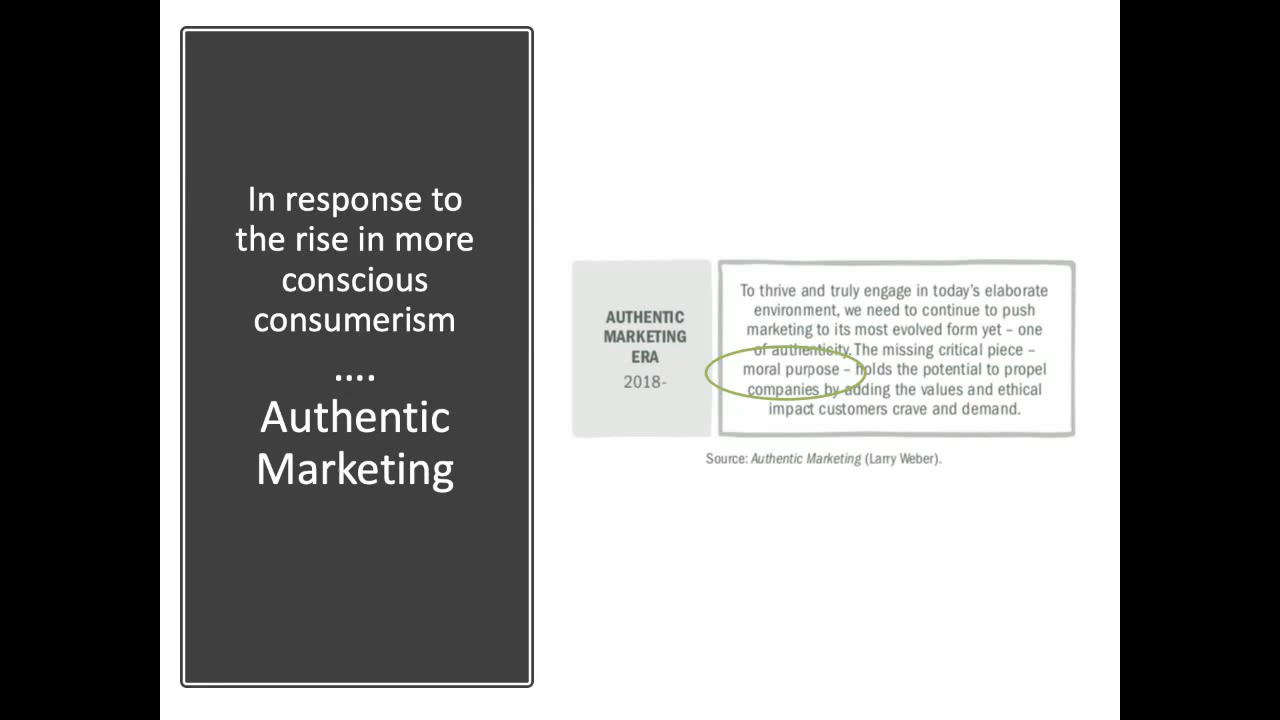 In response to
the rise in more
conscious
consumerism
....
Authentic
Marketing
AUTHENTIC
MARKETING
ERA
2018-
To thrive and truly engage in today's elaborate
environment, we need to continue to push
marketing to its most evolved form yet – one
of authenticity. The missing critical piece –
moral purpose – holds the potential to propel
companies by adding the values and ethical
impact customers crave and demand.
Source: Authentic Marketing (Larry Weber).